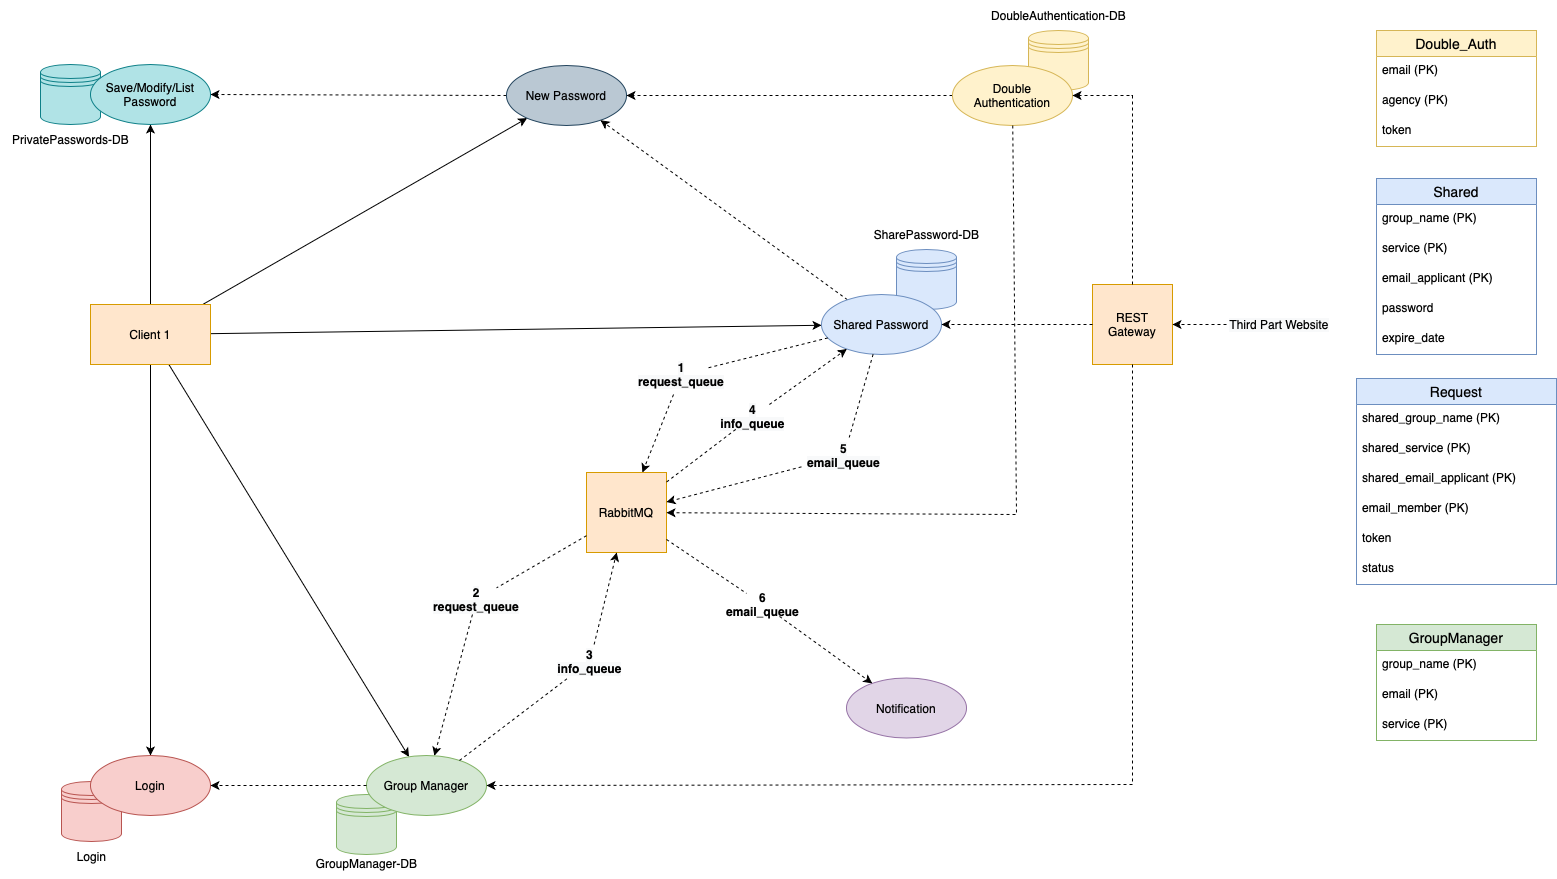 DoubleAuthentication-DB
Save/Modify/List
Password
PrivatePasswords-DB
New Password
Double
Authentication
SharePassword-DB
Client 1
Shared Password
REST
Gateway
Third Part Website
1
request_queue
4
info_queue
5
email_queue
RabbitMQ
2
request_queue
6
email_queue
3
info_queue
Notification
Login
Group Manager
Login
GroupManager-DB
Double_Auth
email (PK)
agency (PK)
token
Shared
group_name (PK)
service (PK)
email_applicant (PK)
password
expire_date
Request
shared_group_name (PK)
shared_service (PK)
shared_email_applicant (PK)
email_member (PK)
token
status
GroupManager
group_name (PK)
email (PK)
service (PK)